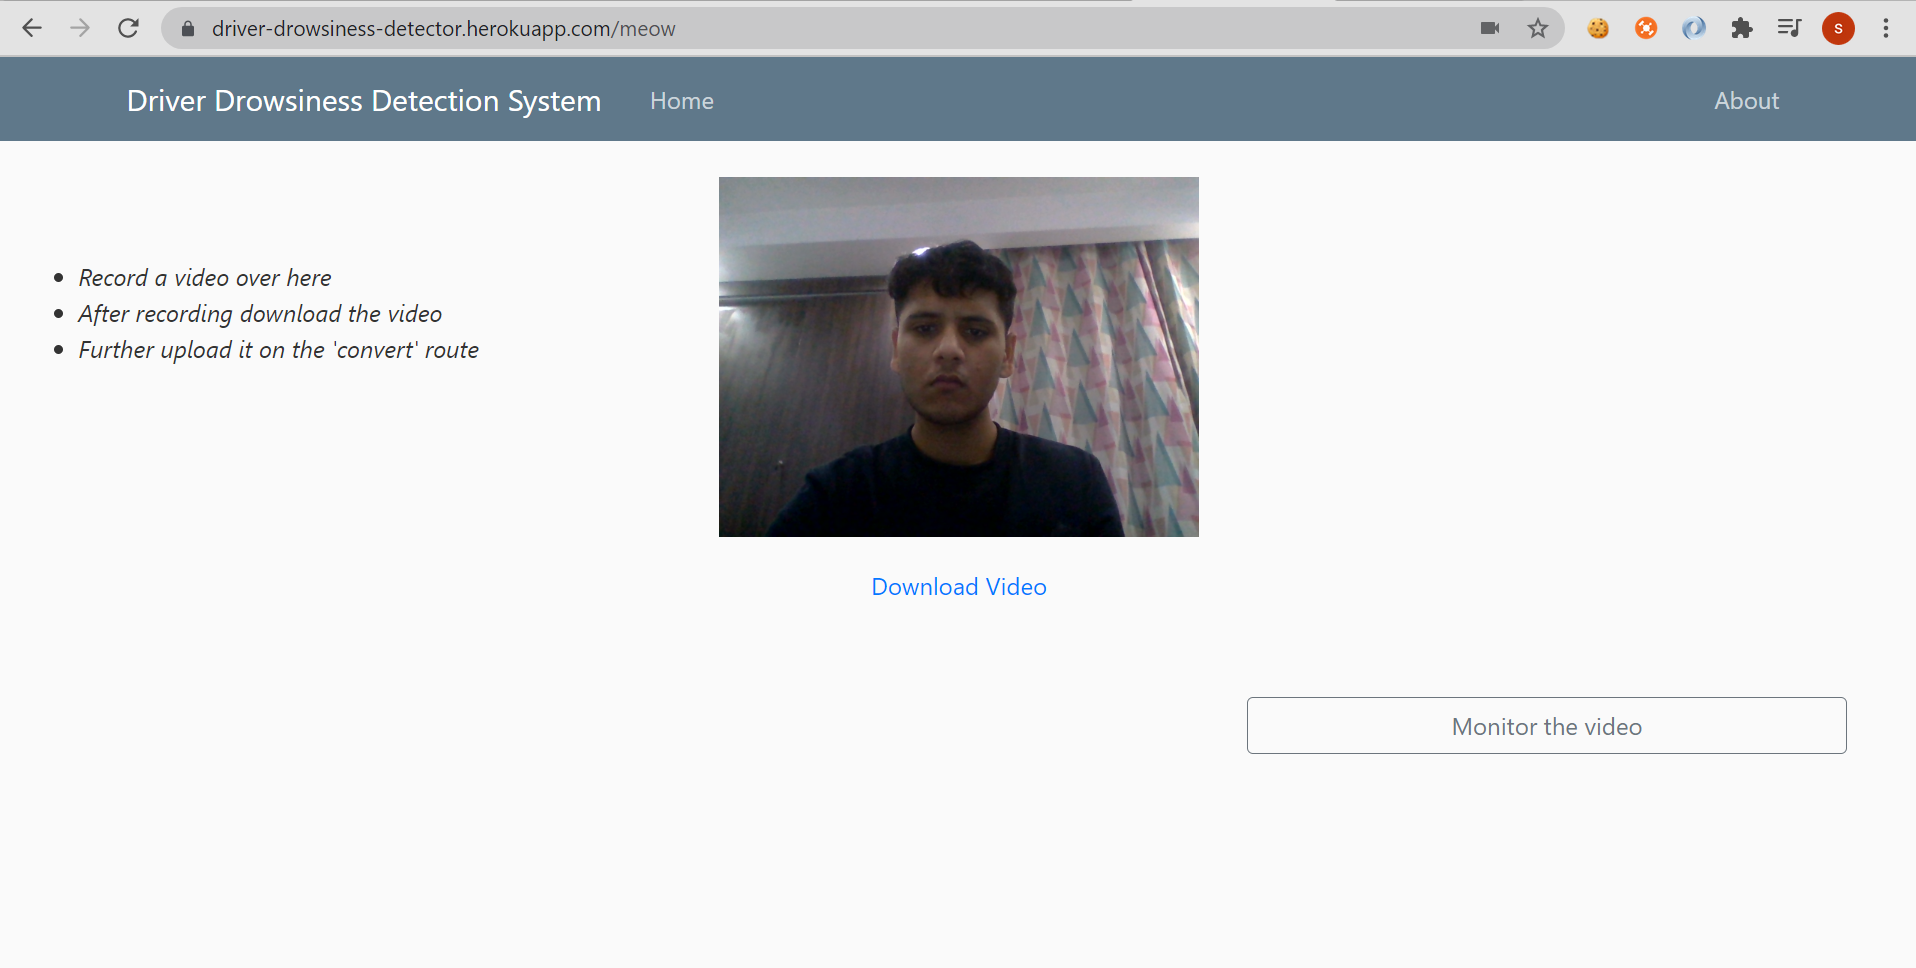 driver-drowsiness-detector.herokuapp.com/meow
S
Driver Drowsiness Detection System
Home
About
Record a video over here
After recording download the video
Further upload it on the 'convert' route
Download Video
Monitor the video